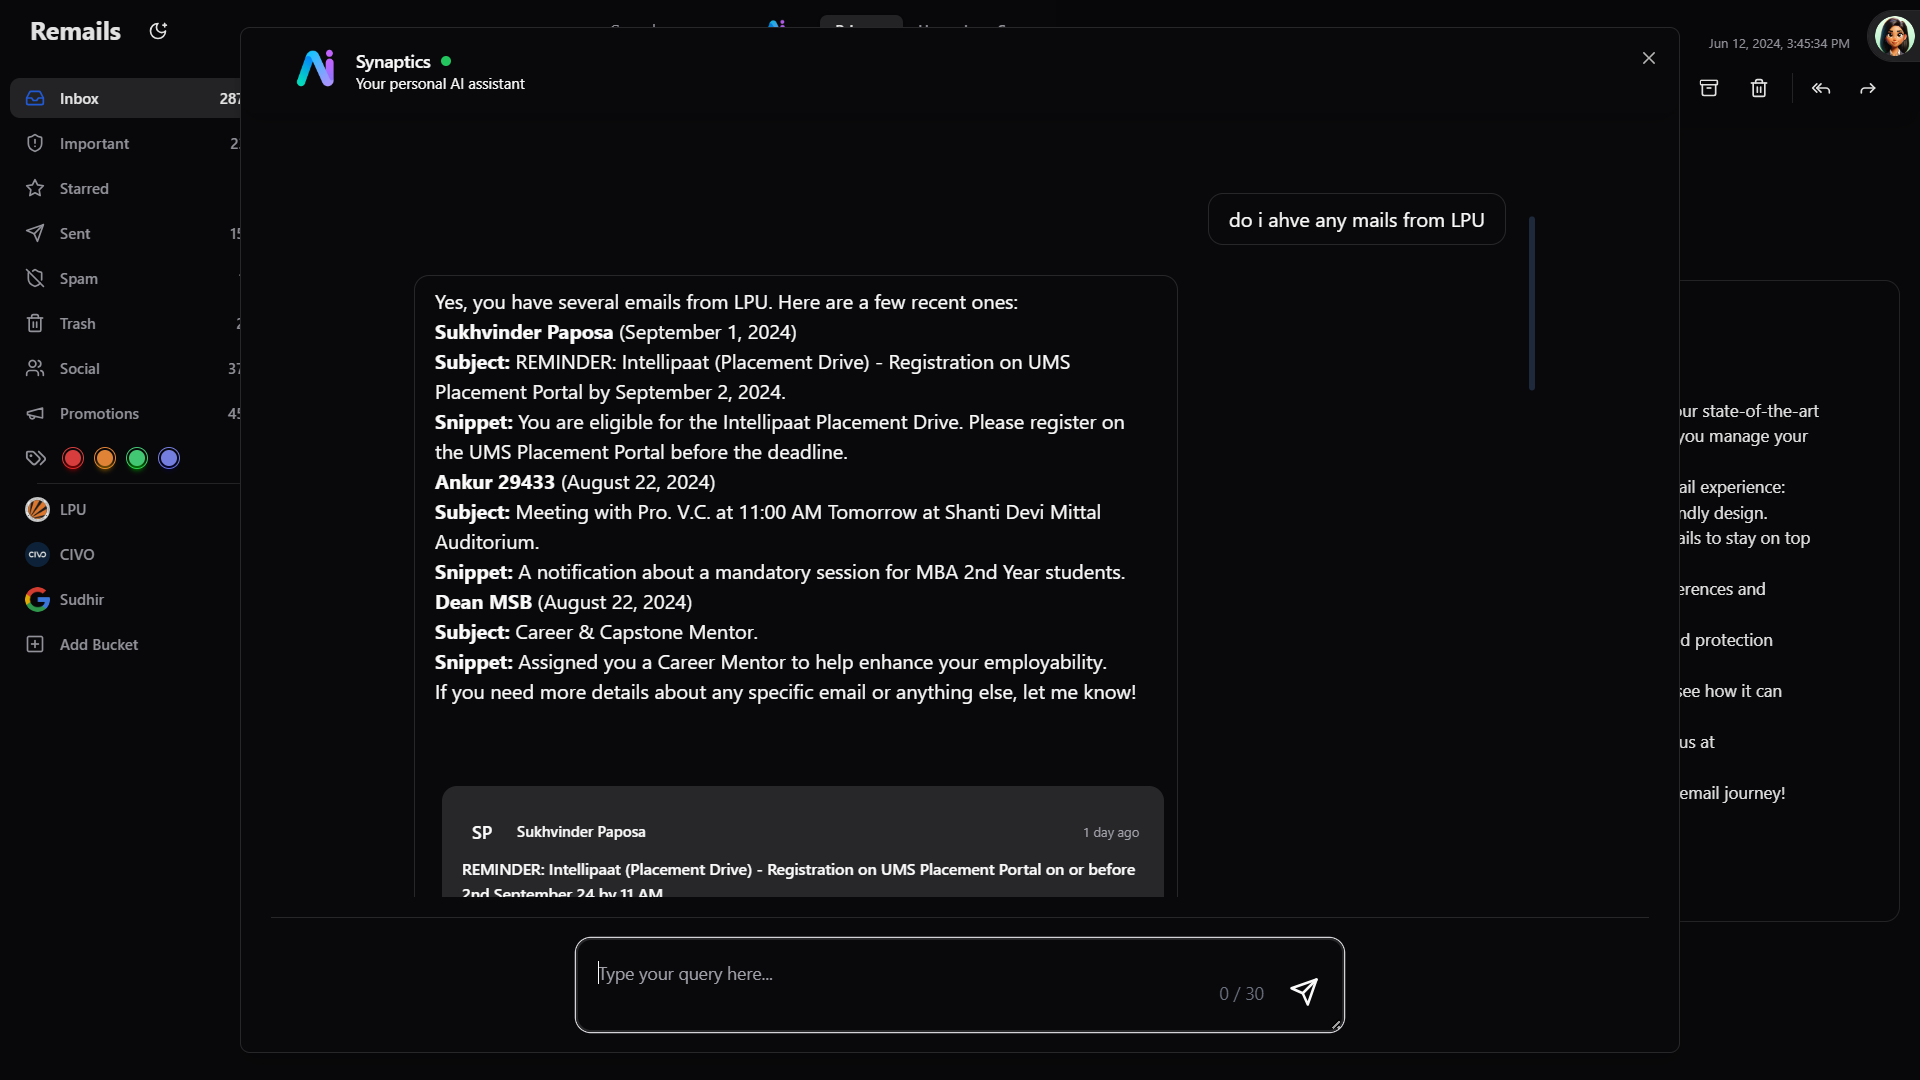 Remails
Inbox 287
Important
Starred
Sent 15
Spam
Trash
Social 37
Promotions 45
LPU
CIVO
CIVO
Sudhir
Add Bucket
Synaptics
Your personal AI assistant
Jun 12, 2024, 3:45:34 PM
do i ahve any mails from LPU
Yes, you have several emails from LPU. Here are a few recent ones:
Sukhvinder Paposa (September 1, 2024)
Subject: REMINDER: Intellipaat (Placement Drive) - Registration on UMS
Placement Portal by September 2, 2024.
Snippet: You are eligible for the Intellipaat Placement Drive. Please register on
the UMS Placement Portal before the deadline.
Ankur 29433 (August 22, 2024)
Subject: Meeting with Pro. V.C. at 11:00 AM Tomorrow at Shanti Devi Mittal
Auditorium.
Snippet: A notification about a mandatory session for MBA 2nd Year students.
Dean MSB (August 22, 2024)
Subject: Career & Capstone Mentor.
Snippet: Assigned you a Career Mentor to help enhance your employability.
If you need more details about any specific email or anything else, let me know!
SP Sukhvinder Paposa 1 day ago
REMINDER: Intellipaat (Placement Drive) - Registration on UMS Placement Portal on or before
2nd September 24 by 11 AM
Type your query here...
0 / 30
state-of-the-art
you manage your
experience:
design.
to stay on top
and
protection
see how it can
us at
email journey!